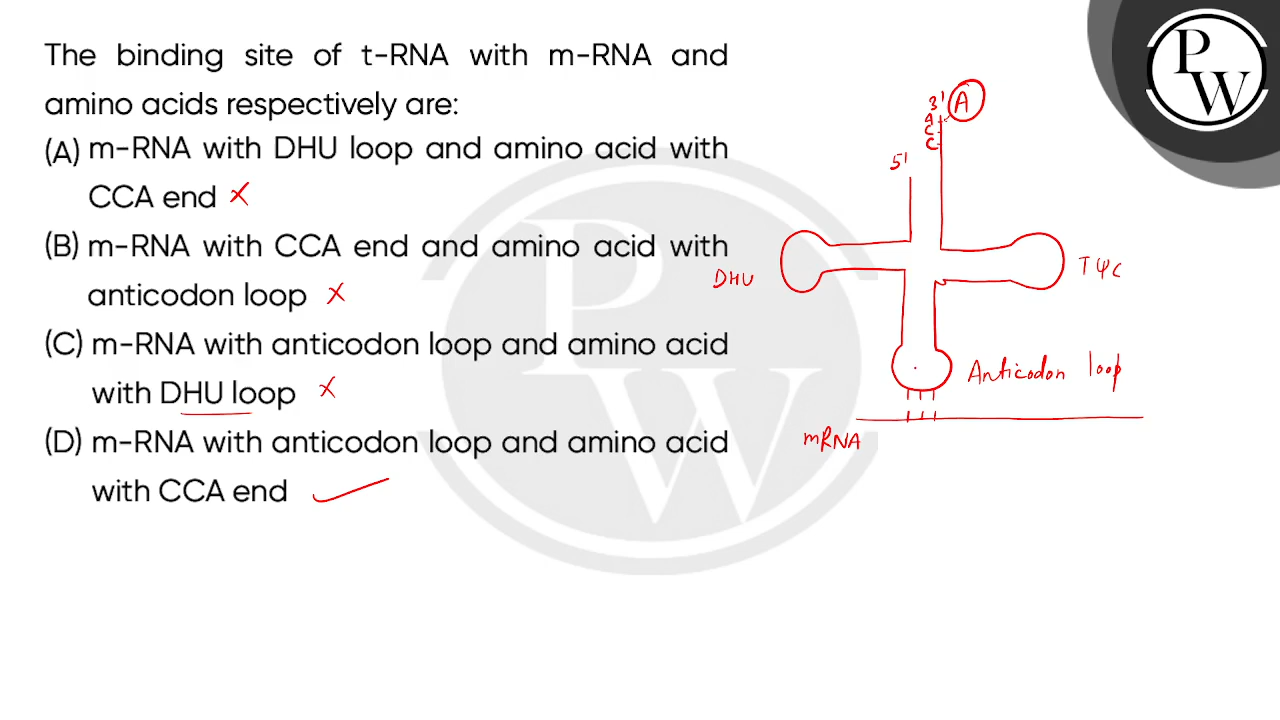 The binding site of t-RNA with m-RNA and
amino acids respectively are:
(A) m-RNA with DHU loop and amino acid with
CCA end ×
(B) m-RNA with CCA end and amino acid with
anticodon loop ×
(C) m-RNA with anticodon loop and amino acid
with DHU loop ×
(D) m-RNA with anticodon loop and amino acid
with CCA end ✓
P
W
3' A
A
C
C
5'
DHU
TψC
Anticodon loop
mRNA
PW